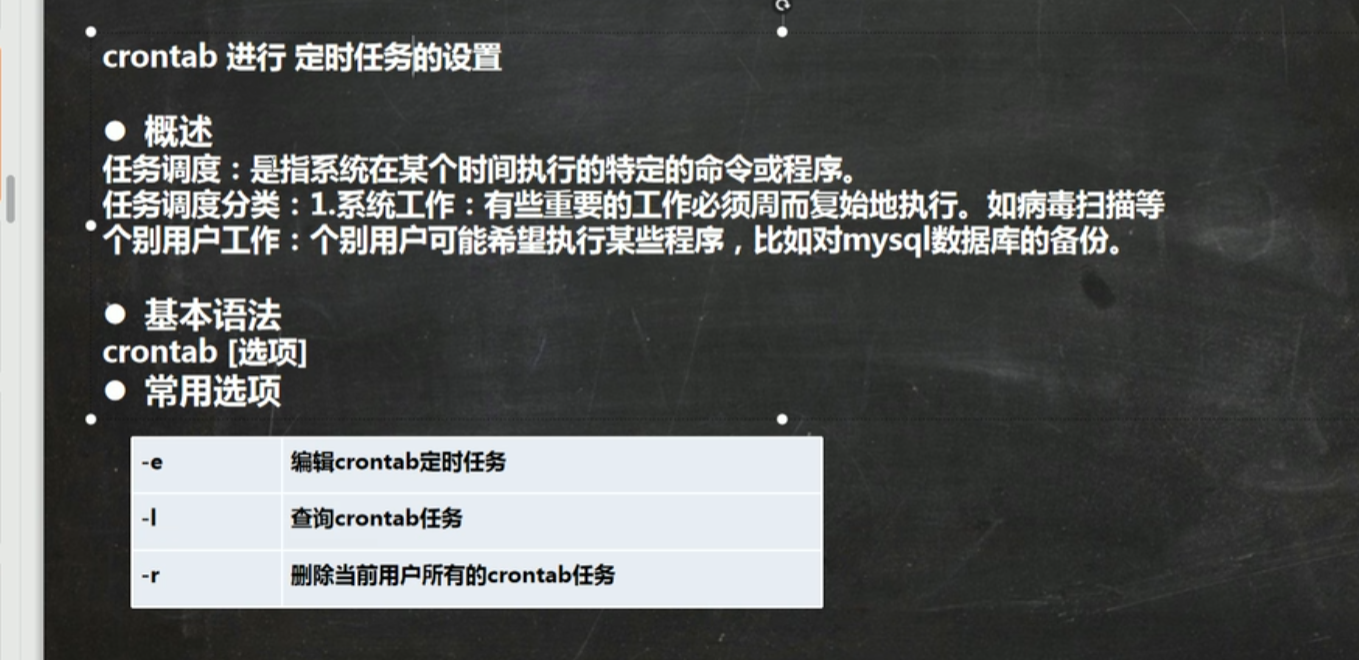 crontab 进行 定时任务的设置
● 概述
任务调度：是指系统在某个时间执行的特定的命令或程序。
任务调度分类：1.系统工作：有些重要的工作必须周而复始地执行。如病毒扫描等
个别用户工作：个别用户可能希望执行某些程序，比如对mysql数据库的备份。
● 基本语法
crontab [选项]
● 常用选项
-e 编辑crontab定时任务
-l 查询crontab任务
-r 删除当前用户所有的crontab任务